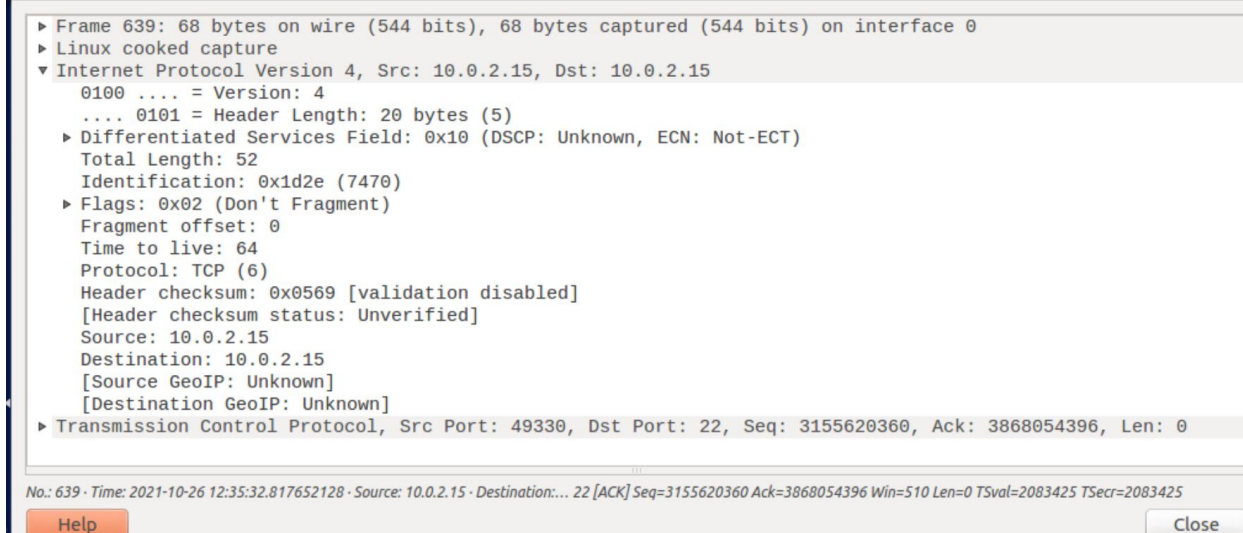 Frame 639: 68 bytes on wire (544 bits), 68 bytes captured (544 bits) on interface 0
Linux cooked capture
Internet Protocol Version 4, Src: 10.0.2.15, Dst: 10.0.2.15
0100 .... = Version: 4
.... 0101 = Header Length: 20 bytes (5)
Differentiated Services Field: 0x10 (DSCP: Unknown, ECN: Not-ECT)
Total Length: 52
Identification: 0x1d2e (7470)
Flags: 0x02 (Don't Fragment)
Fragment offset: 0
Time to live: 64
Protocol: TCP (6)
Header checksum: 0x0569 [validation disabled]
[Header checksum status: Unverified]
Source: 10.0.2.15
Destination: 10.0.2.15
[Source GeoIP: Unknown]
[Destination GeoIP: Unknown]
Transmission Control Protocol, Src Port: 49330, Dst Port: 22, Seq: 3155620360, Ack: 3868054396, Len: 0
No.: 639 · Time: 2021-10-26 12:35:32.817652128 · Source: 10.0.2.15 · Destination:... 22 [ACK] Seq=3155620360 Ack=3868054396 Win=510 Len=0 TSval=2083425 TSecr=2083425
Help Close